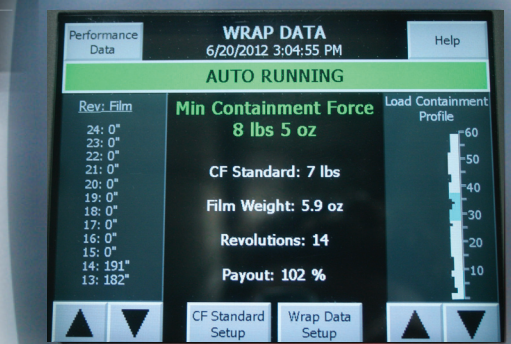 Performance
Data
WRAP DATA
6/20/2012 3:04:55 PM
Help
AUTO RUNNING
Rev: Film
24: 0"
23: 0"
22: 0"
21: 0"
20: 0"
19: 0"
18: 0"
17: 0"
16: 0"
15: 0"
14: 191"
13: 182"
Min Containment Force
8 lbs 5 oz
CF Standard: 7 lbs
Film Weight: 5.9 oz
Revolutions: 14
Payout: 102 %
Load Containment
Profile
60
50
40
30
20
10
CF Standard
Setup
Wrap Data
Setup